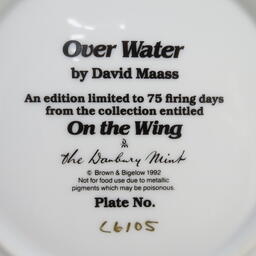 Over Water
by David Maass
An edition limited to 75 firing days
from the collection entitled
On the Wing
The Danbury Mint
© Brown & Bigelow 1992
Not for food use due to metallic
pigments which may be poisonous.
Plate No.
C6105